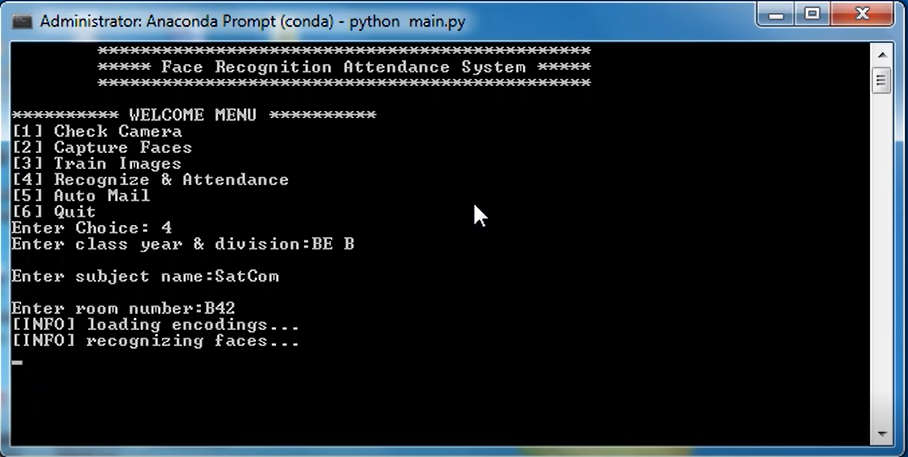 Administrator: Anaconda Prompt (conda) - python  main.py
**********************************************
***** Face Recognition Attendance System *****
**********************************************
********** WELCOME MENU **********
[1] Check Camera
[2] Capture Faces
[3] Train Images
[4] Recognize & Attendance
[5] Auto Mail
[6] Quit
Enter Choice: 4
Enter class year & division:BE B
Enter subject name:SatCom
Enter room number:B42
[INFO] loading encodings...
[INFO] recognizing faces...